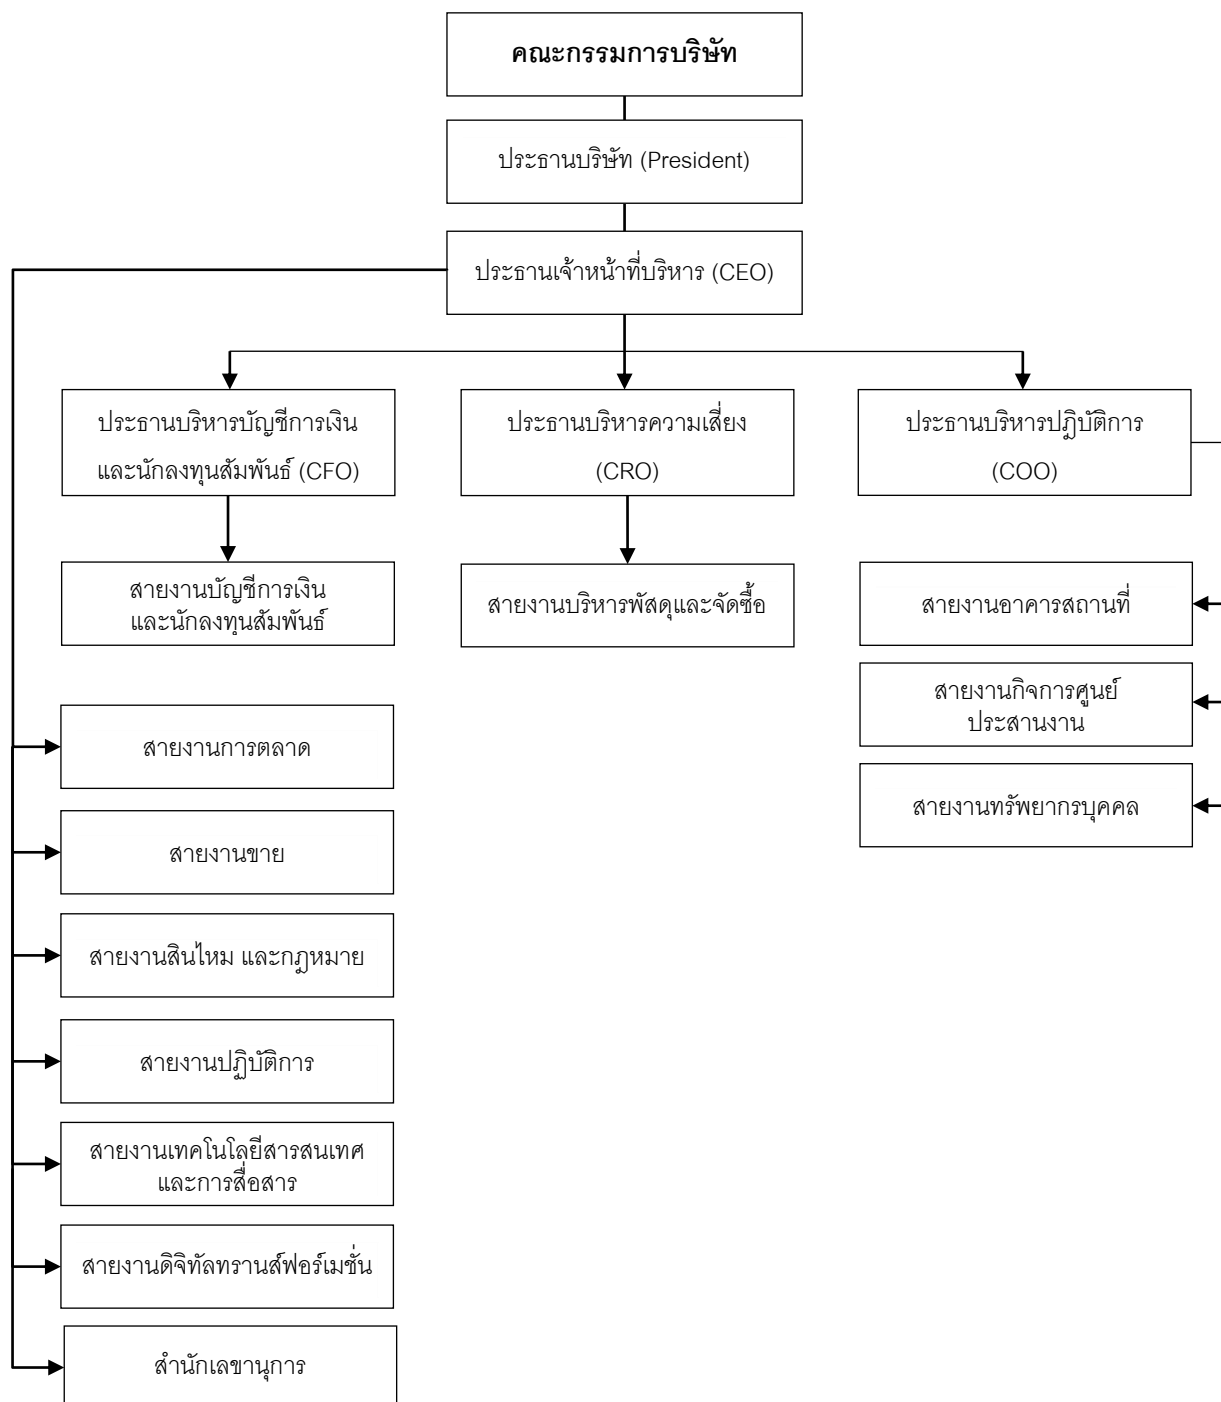 คณะกรรมการบริษัท
ประธานบริษัท (President)
ประธานเจ้าหน้าที่บริหาร (CEO)
ประธานบริหารบัญชีการเงิน
และนักลงทุนสัมพันธ์ (CFO)
ประธานบริหารความเสี่ยง
(CRO)
ประธานบริหารปฎิบัติการ
(COO)
สายงานบัญชีการเงิน
และนักลงทุนสัมพันธ์
สายงานบริหารพัสดุและจัดซื้อ
สายงานอาคารสถานที่
สายงานกิจการศูนย์
ประสานงาน
สายงานทรัพยากรบุคคล
สายงานการตลาด
สายงานขาย
สายงานสินไหม และกฎหมาย
สายงานปฏิบัติการ
สายงานเทคโนโลยีสารสนเทศ
และการสื่อสาร
สายงานดิจิทัลทรานส์ฟอร์เมชั่น
สำนักเลขานุการ